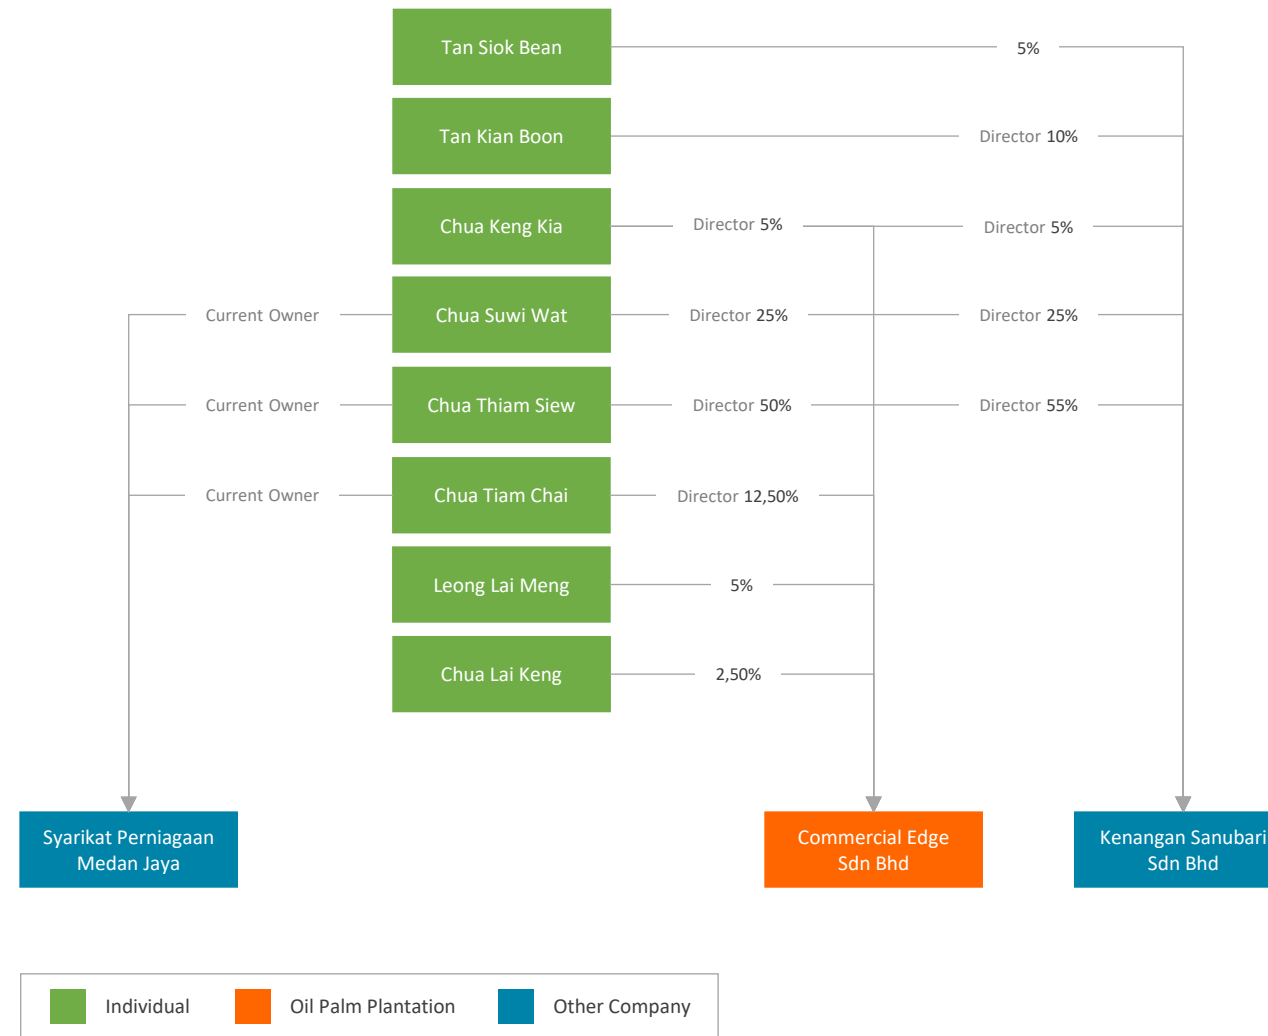 Tan Siok Bean
5%
Tan Kian Boon
Director 10%
Chua Keng Kia
Director 5%
Director 5%
Current Owner
Chua Suwi Wat
Director 25%
Director 25%
Current Owner
Chua Thiam Siew
Director 50%
Director 55%
Current Owner
Chua Tiam Chai
Director 12,50%
Leong Lai Meng
5%
Chua Lai Keng
2,50%
Syarikat Perniagaan
Medan Jaya
Commercial Edge
Sdn Bhd
Kenangan Sanubari
Sdn Bhd
Individual
Oil Palm Plantation
Other Company